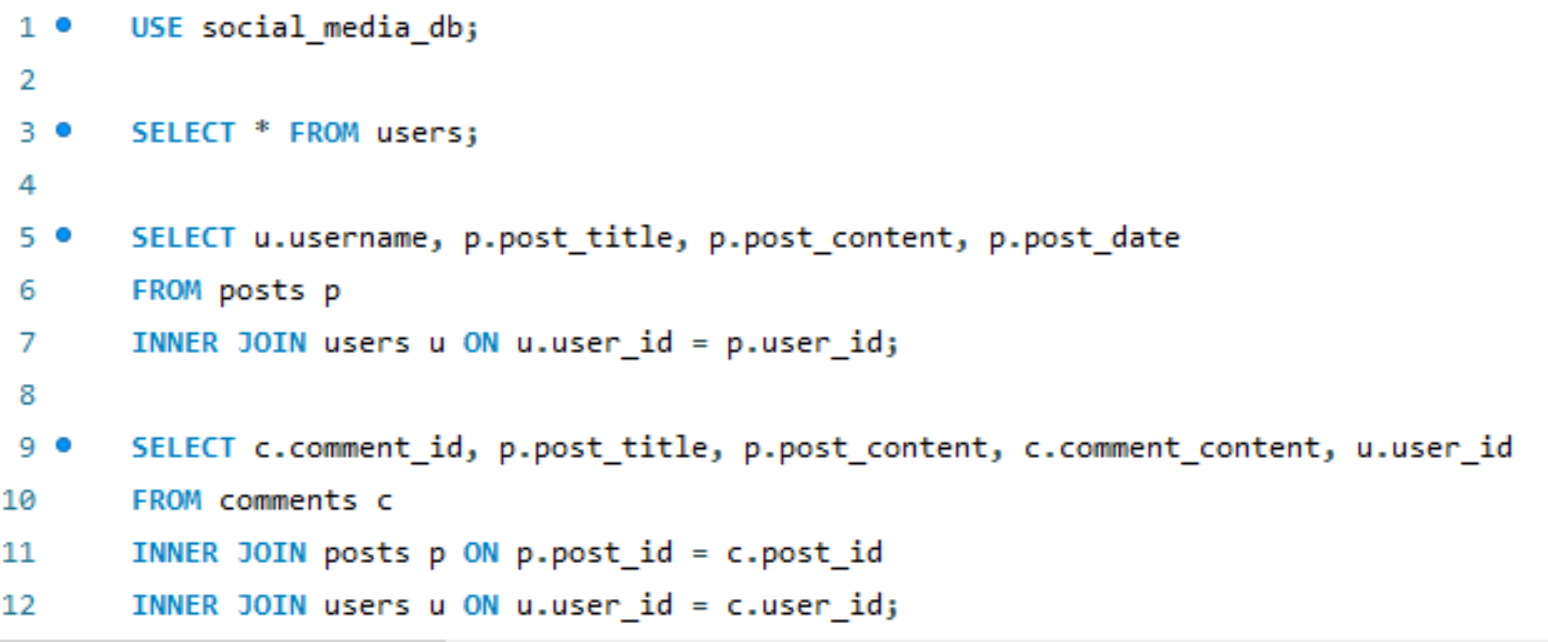 1 USE social_media_db;
2
3 SELECT * FROM users;
4
5 SELECT u.username, p.post_title, p.post_content, p.post_date
6 FROM posts p
7 INNER JOIN users u ON u.user_id = p.user_id;
8
9 SELECT c.comment_id, p.post_title, p.post_content, c.comment_content, u.user_id
10 FROM comments c
11 INNER JOIN posts p ON p.post_id = c.post_id
12 INNER JOIN users u ON u.user_id = c.user_id;